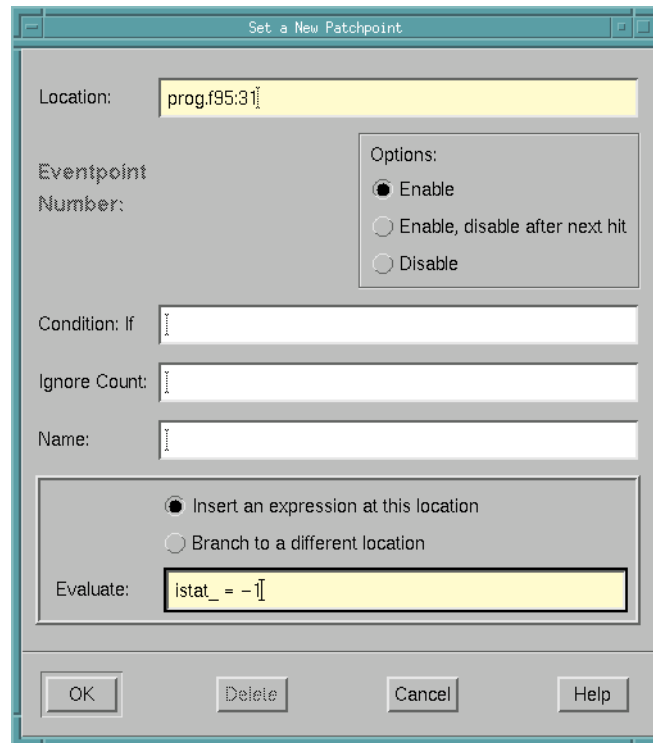 Set a New Patchpoint
Location: prog.f95:31
Options:
Eventpoint
Number:
Enable
Enable, disable after next hit
Disable
Condition: If
Ignore Count:
Name:
Insert an expression at this location
Branch to a different location
Evaluate: istat_ = −1
OK Delete Cancel Help